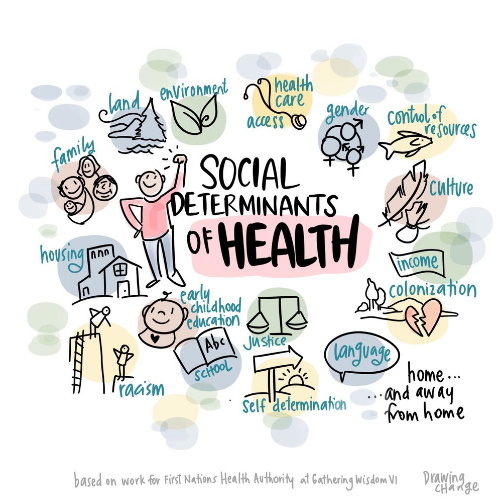 land
environment
health
care
access
gender
control of
resources
family
SOCIAL
DETERMINANTS
OF HEALTH
culture
housing
income
colonization
early
childhood
education
Abc
school
justice
language
racism
self determination
home...
...and away
from home
based on work for First Nations Health Authority at Gathering Wisdom VI
Drawing
Change